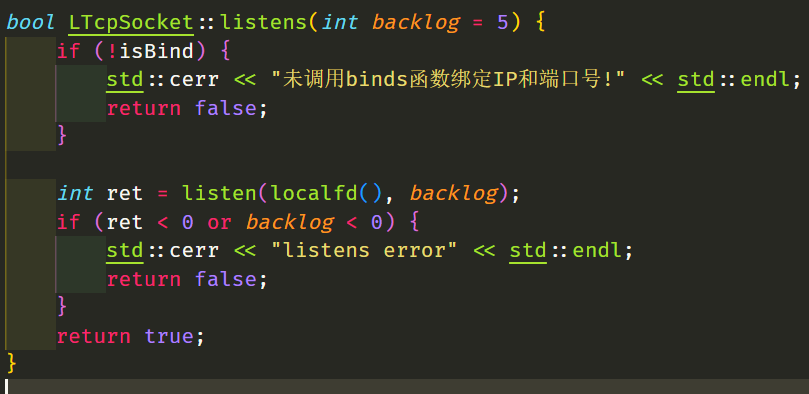 bool LTcpSocket::listens(int backlog = 5) {
    if (!isBind) {
        std::cerr << "未调用binds函数绑定IP和端口号!" << std::endl;
        return false;
    }

    int ret = listen(localfd(), backlog);
    if (ret < 0 or backlog < 0) {
        std::cerr << "listens error" << std::endl;
        return false;
    }
    return true;
}